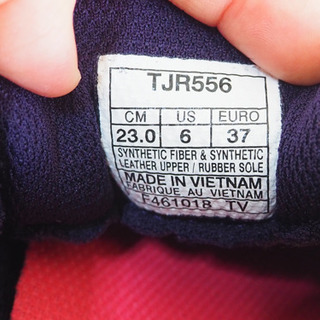 TJR556
CM US EURO
23.0 6 37
SYNTHETIC FIBER & SYNTHETIC
LEATHER UPPER / RUBBER SOLE
MADE IN VIETNAM
FABRIQUE AU VIETNAM
F461018 TV